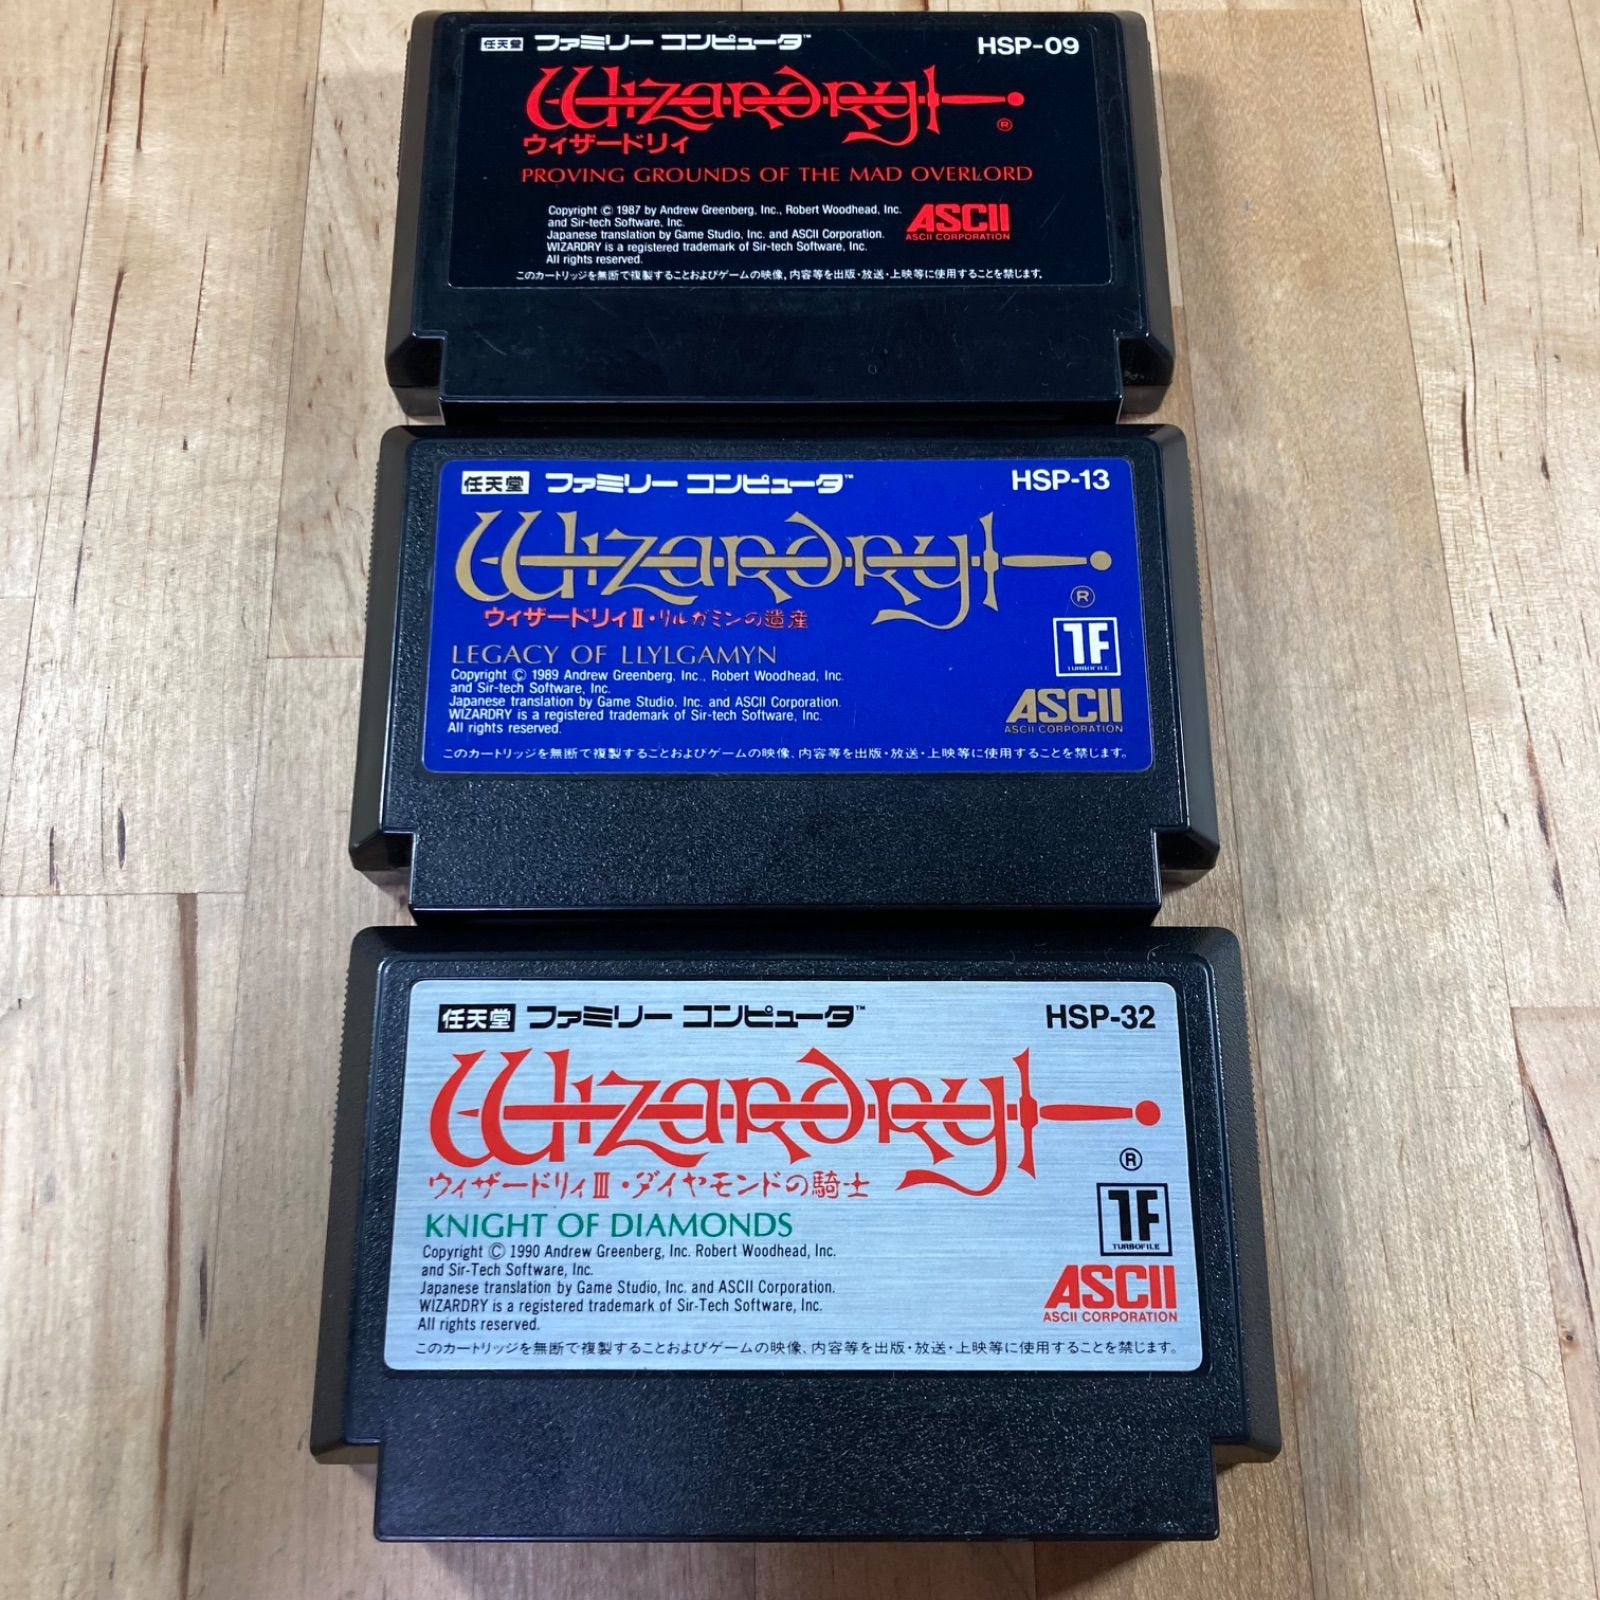 任天堂 ファミリー コンピュータ™ HSP-09
Wizardry®
ウィザードリィ
PROVING GROUNDS OF THE MAD OVERLORD
Copyright © 1987 by Andrew Greenberg, Inc., Robert Woodhead, Inc.
and Sir-tech Software, Inc.
Japanese translation by Game Studio, Inc. and ASCII Corporation.
WIZARDRY is a registered trademark of Sir-tech Software, Inc.
All rights reserved.
ASCII
ASCII CORPORATION
このカートリッジを無断で複製することおよびゲームの映像,内容等を出版・放送・上映等に使用することを禁じます。
任天堂 ファミリー コンピュータ™ HSP-13
Wizardry®
ウィザードリィⅡ・リルガミンの遺産
LEGACY OF LLYLGAMYN
Copyright © 1989 Andrew Greenberg, Inc., Robert Woodhead, Inc.
and Sir-tech Software, Inc.
Japanese translation by Game Studio, Inc. and ASCII Corporation.
WIZARDRY is a registered trademark of Sir-tech Software, Inc.
All rights reserved.
TF
TURBOFILE
ASCII
ASCII CORPORATION
このカートリッジを無断で複製することおよびゲームの映像、内容等を出版・放送・上映等に使用することを禁じます。
任天堂 ファミリー コンピュータ™ HSP-32
Wizardry®
ウィザードリィⅢ・ダイヤモンドの騎士
KNIGHT OF DIAMONDS
Copyright © 1990 Andrew Greenberg, Inc. Robert Woodhead, Inc.
and Sir-Tech Software, Inc.
Japanese translation by Game Studio, Inc. and ASCII Corporation.
WIZARDRY is a registered trademark of Sir-Tech Software, Inc.
All rights reserved.
TF
TURBOFILE
ASCII
ASCII CORPORATION
このカートリッジを無断で複製することおよびゲームの映像、内容等を出版・放送・上映等に使用することを禁じます。